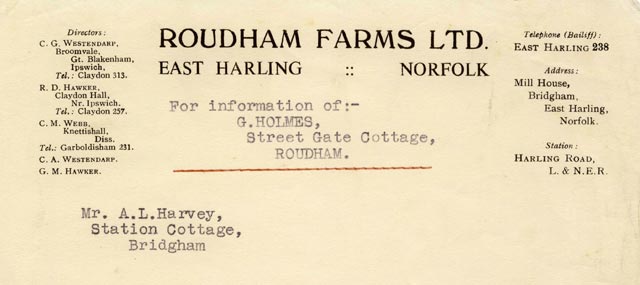 Directors:
C. G. Westendarp,
Broomvale,
Gt. Blakenham,
Ipswich,
Tel.: Claydon 313.
R. D. Hawker,
Claydon Hall,
Nr. Ipswich.
Tel.: Claydon 257.
C. M. Webb,
Knettishall,
Diss.
Tel.: Garboldisham 231.
C. A. Westendarp.
G. M. Hawker.
ROUDHAM FARMS LTD.
EAST HARLING :: NORFOLK
Telephone (Bailiff):
East Harling 238
Address:
Mill House,
Bridgham,
East Harling,
Norfolk.
Station:
Harling Road,
L. & N.E.R.
For information of:-
G.HOLMES,
Street Gate Cottage,
ROUDHAM.
Mr. A.L.Harvey,
Station Cottage,
Bridgham